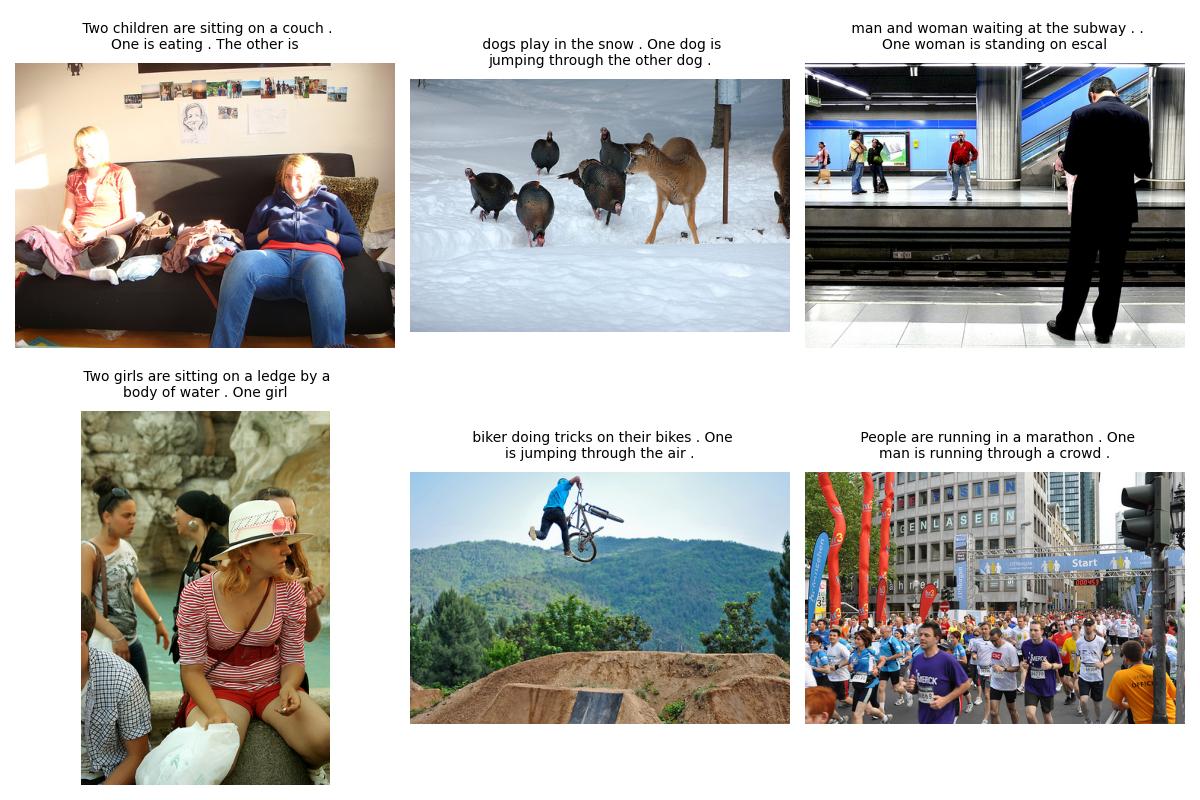 Two children are sitting on a couch .
One is eating . The other is
dogs play in the snow . One dog is
jumping through the other dog .
man and woman waiting at the subway . .
One woman is standing on escal
Two girls are sitting on a ledge by a
body of water . One girl
biker doing tricks on their bikes . One
is jumping through the air .
People are running in a marathon . One
man is running through a crowd .
ENLASERN
Start
MERCK
MERCK
OFFIC